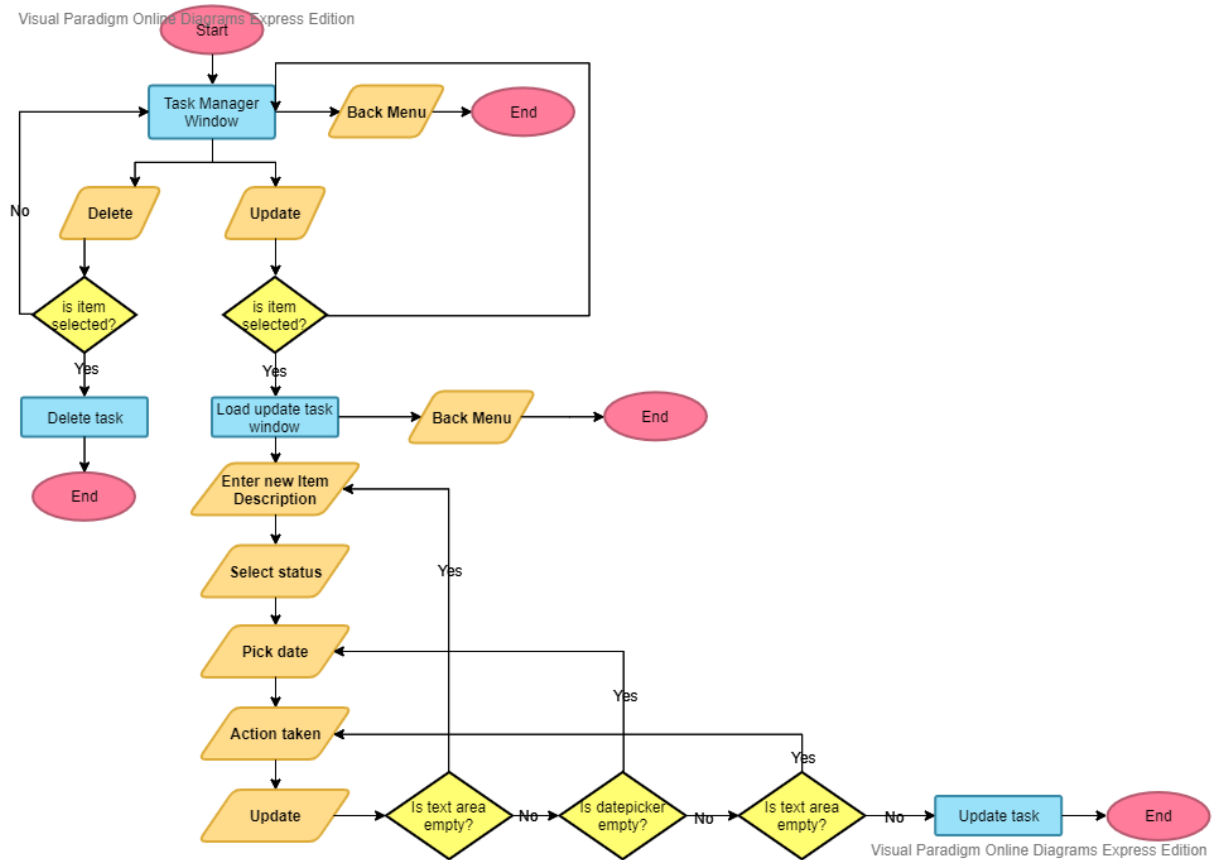 Visual Paradigm Online Diagrams Express Edition
Start
Task Manager
Window
Back Menu
End
No
Delete
Update
is item
selected?
is item
selected?
Yes
Yes
Delete task
Load update task
window
Back Menu
End
End
Enter new Item
Description
Select status
Yes
Pick date
Yes
Action taken
Yes
Update
Is text area
empty?
No
Is datepicker
empty?
No
Is text area
empty?
No
Update task
End
Visual Paradigm Online Diagrams Express Edition